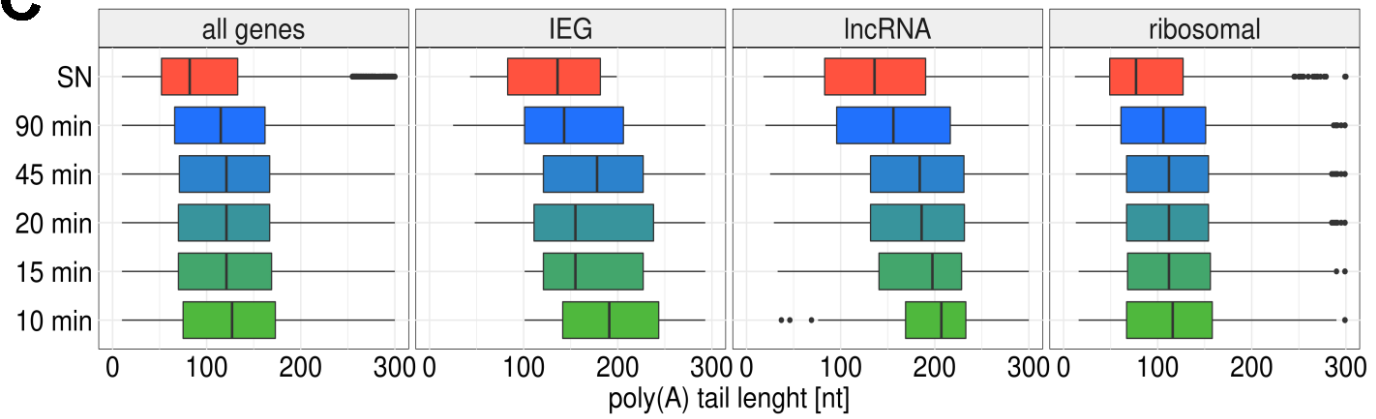 C
all genes IEG lncRNA ribosomal
SN
90 min
45 min
20 min
15 min
10 min
0 100 200 300 0 100 200 300 0 100 200 300 0 100 200 300
poly(A) tail lenght [nt]